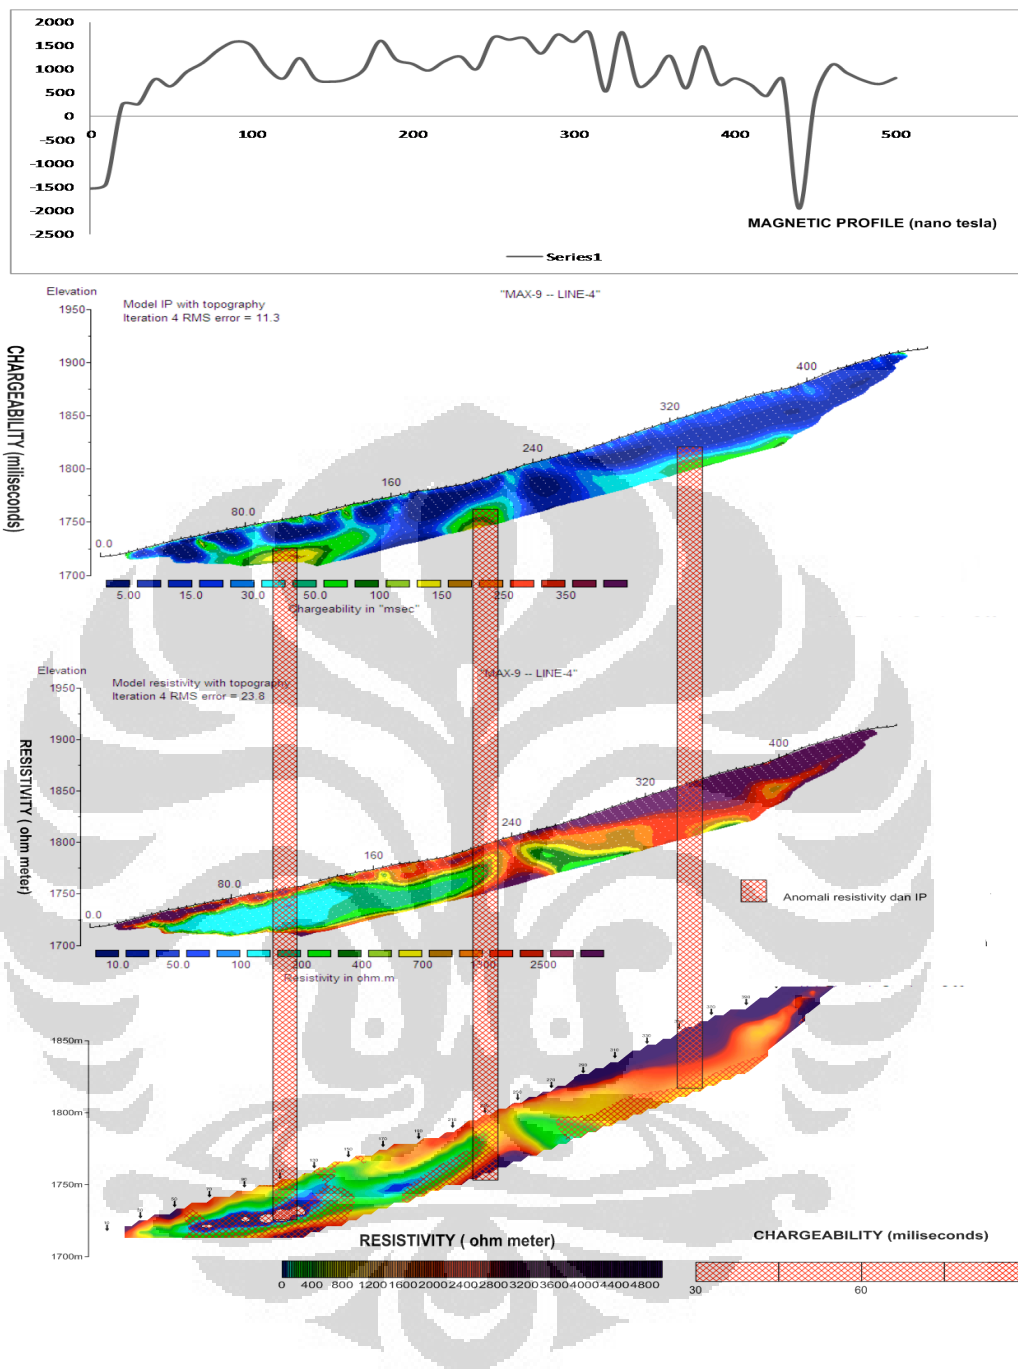 2000
1500
1000
500
0
-500
-1000
-1500
-2000
-2500
0 100 200 300 400 500
MAGNETIC PROFILE (nano tesla)
Series1
Elevation
Model IP with topography
Iteration 4 RMS error = 11.3
"MAX-9 -- LINE-4"
CHARGEABILITY (miliseconds)
1950
1900
1850
1800
1750
1700
0.0 80.0 160 240 320 400
5.00 15.0 30.0 50.0 100 150 250 350
Chargeability in "msec"
Elevation
Model resistivity with topography
Iteration 4 RMS error = 23.8
"MAX-9 -- LINE-4"
RESISTIVITY ( ohm meter)
1950
1900
1850
1800
1750
1700
0.0 80.0 160 240 320 400
Anomali resistivity dan IP
10.0 50.0 100 200 400 700 1500 2500
Resistivity in ohm.m
1850m
1800m
1750m
1700m
RESISTIVITY ( ohm meter)
0 400 800 1200 1600 2000 2400 2800 3200 3600 4000 4400 4800
CHARGEABILITY (miliseconds)
30 60